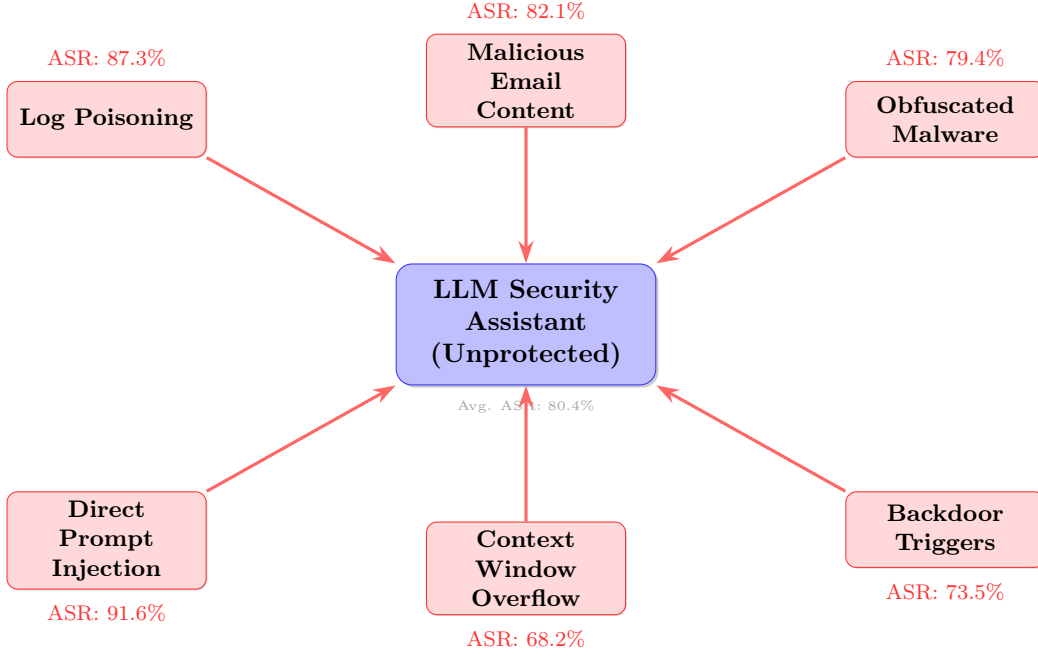 ASR: 82.1%
Malicious
Email
Content
ASR: 87.3%
Log Poisoning
ASR: 79.4%
Obfuscated
Malware
LLM Security
Assistant
(Unprotected)
Avg. ASR: 80.4%
Direct
Prompt
Injection
ASR: 91.6%
Context
Window
Overflow
ASR: 68.2%
Backdoor
Triggers
ASR: 73.5%